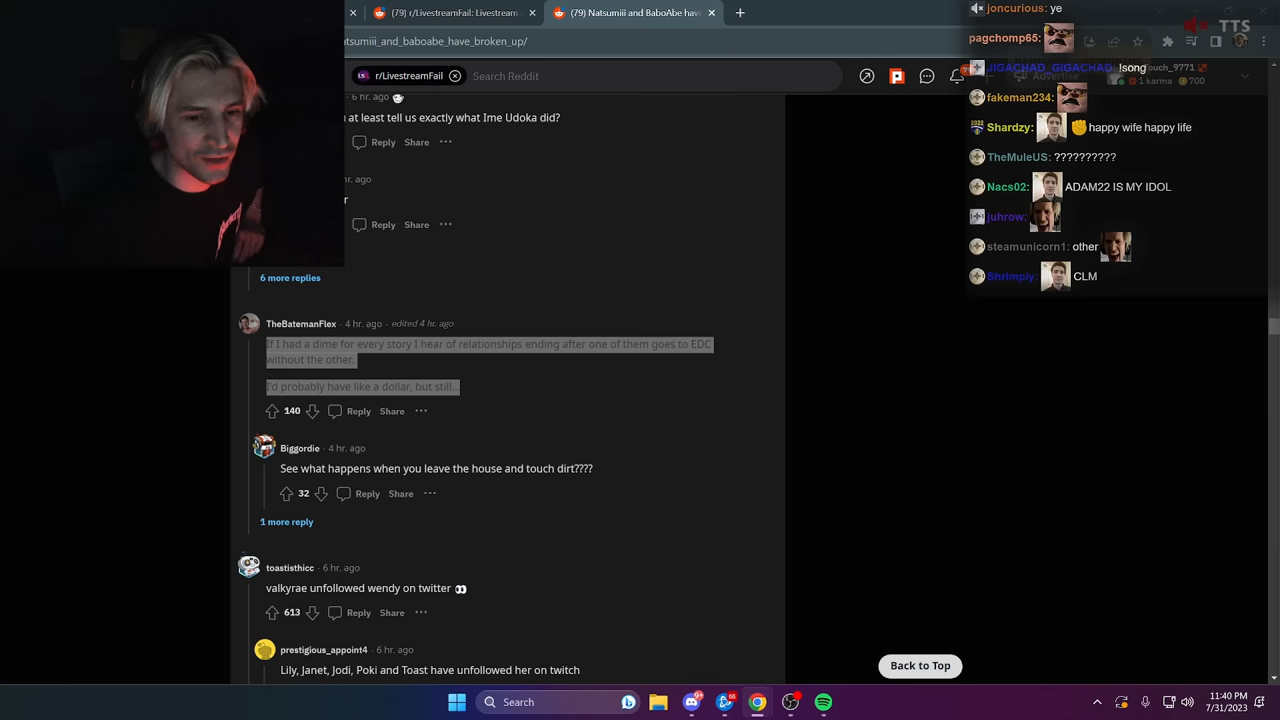 (79) r/LivestreamFail: Livestream
(79) Natsumiii and BaboAbe hav
atsumiii_and_baboabe_have_broken_up/
r/LivestreamFail
Search Reddit
Advertise
1 karma 700
6 hr. ago
at least tell us exactly what Ime Udoka did?
Reply Share
hr. ago
r
Reply Share
6 more replies
TheBatemanFlex · 4 hr. ago · edited 4 hr. ago
If I had a dime for every story I hear of relationships ending after one of them goes to EDC
without the other.
I'd probably have like a dollar, but still...
140 Reply Share
Biggordie · 4 hr. ago
See what happens when you leave the house and touch dirt????
32 Reply Share
1 more reply
toastisthicc · 6 hr. ago
valkyrae unfollowed wendy on twitter 👀
613 Reply Share
prestigious_appoint4 · 6 hr. ago
Lily, Janet, Jodi, Poki and Toast have unfollowed her on twitch
Back to Top
joncurious: ye
TTS
pagchomp65:
JIGACHAD_GIGACHAD: !song
fakeman234:
Shardzy: ✊ happy wife happy life
TheMuleUS: ??????????
Nacs02: ADAM22 IS MY IDOL
juhrow:
steamunicorn1: other
Shrimpiy: CLM
Search
11:40 PM
7/31/2023